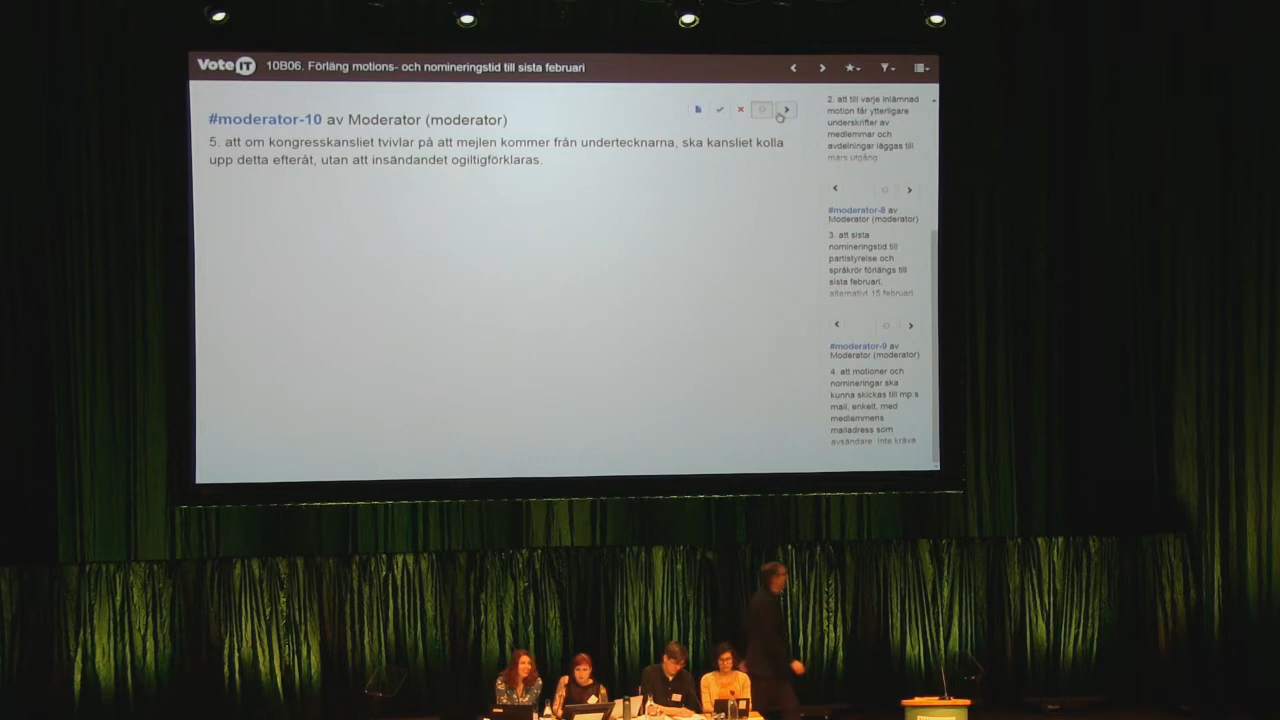 VoteIT 10B06. Förläng motions- och nomineringstid till sista februari
#moderator-10 av Moderator (moderator)
5. att om kongresskansliet tvivlar på att mejlen kommer från undertecknarna, ska kansliet kolla
upp detta efteråt, utan att insändandet ogiltigförklaras.
2. att till varje inlämnad
motion får ytterligare
underskrifter av
medlemmar och
avdelningar läggas till
mars utgång.
#moderator-8 av
Moderator (moderator)
3. att sista
nomineringstid till
partistyrelse och
språkrör förlängs till
sista februari,
alternativt 15 februari.
#moderator-9 av
Moderator (moderator)
4. att motioner och
nomineringar ska
kunna skickas till mp:s
mail, enkelt, med
medlemmens
mailadress som
avsändare. Inte kräva